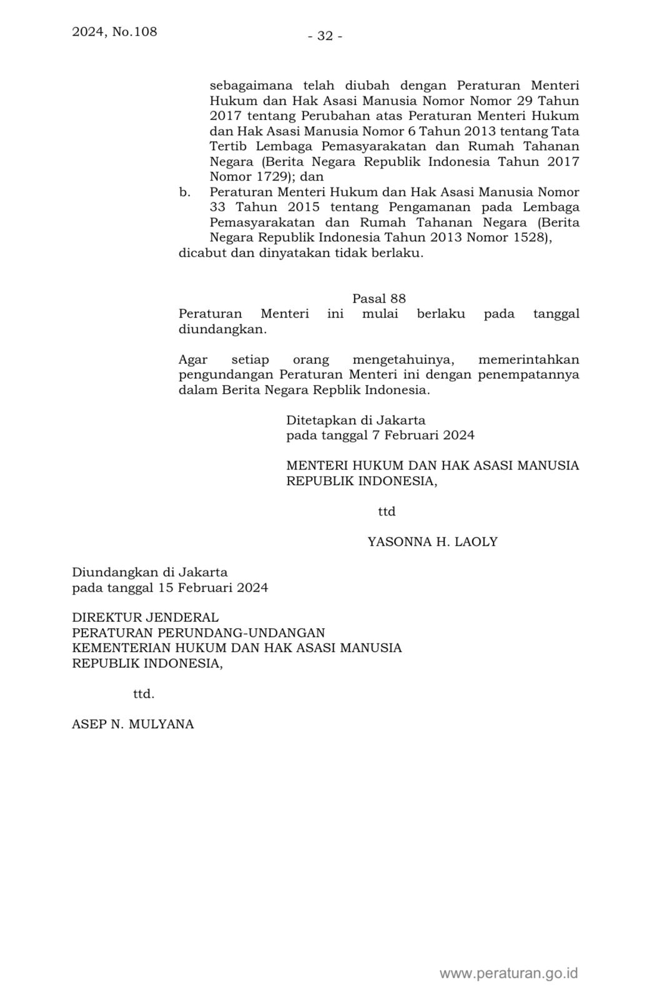 2024, No.108
- 32 -
sebagaimana telah diubah dengan Peraturan Menteri
Hukum dan Hak Asasi Manusia Nomor Nomor 29 Tahun
2017 tentang Perubahan atas Peraturan Menteri Hukum
dan Hak Asasi Manusia Nomor 6 Tahun 2013 tentang Tata
Tertib Lembaga Pemasyarakatan dan Rumah Tahanan
Negara (Berita Negara Republik Indonesia Tahun 2017
Nomor 1729); dan
b. Peraturan Menteri Hukum dan Hak Asasi Manusia Nomor
33 Tahun 2015 tentang Pengamanan pada Lembaga
Pemasyarakatan dan Rumah Tahanan Negara (Berita
Negara Republik Indonesia Tahun 2013 Nomor 1528),
dicabut dan dinyatakan tidak berlaku.
Pasal 88
Peraturan Menteri ini mulai berlaku pada tanggal
diundangkan.
Agar setiap orang mengetahuinya, memerintahkan
pengundangan Peraturan Menteri ini dengan penempatannya
dalam Berita Negara Repblik Indonesia.
Ditetapkan di Jakarta
pada tanggal 7 Februari 2024
MENTERI HUKUM DAN HAK ASASI MANUSIA
REPUBLIK INDONESIA,
ttd
YASONNA H. LAOLY
Diundangkan di Jakarta
pada tanggal 15 Februari 2024
DIREKTUR JENDERAL
PERATURAN PERUNDANG-UNDANGAN
KEMENTERIAN HUKUM DAN HAK ASASI MANUSIA
REPUBLIK INDONESIA,
ttd.
ASEP N. MULYANA
www.peraturan.go.id